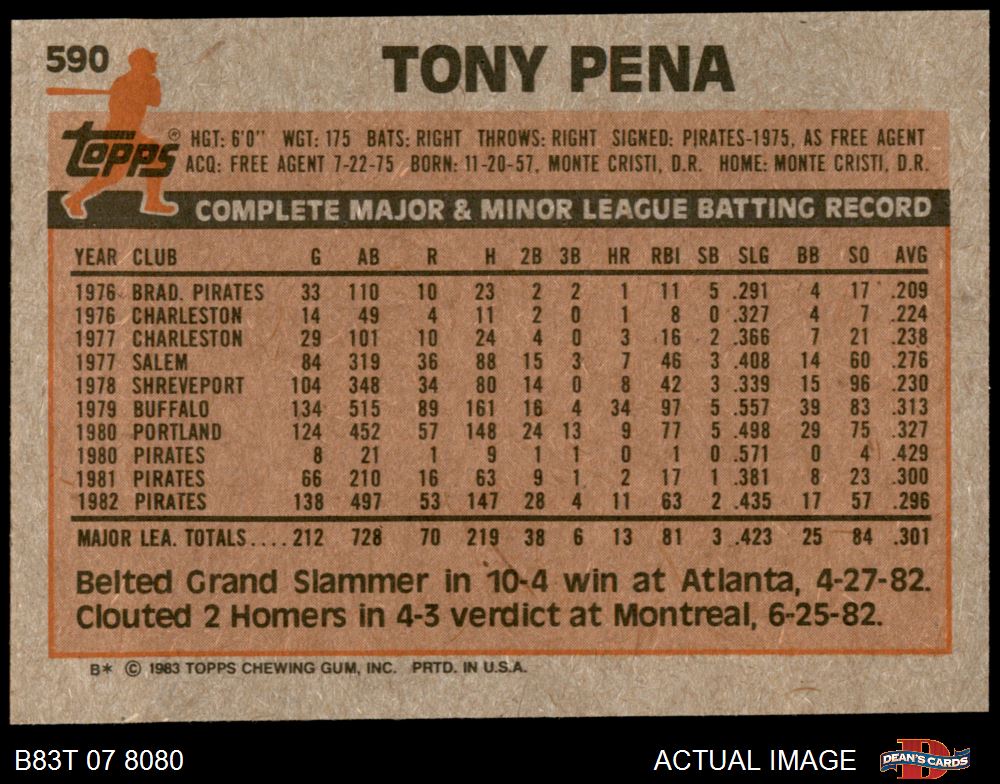 590
TONY PENA
topps®
HGT: 6'0" WGT: 175 BATS: RIGHT THROWS: RIGHT SIGNED: PIRATES-1975, AS FREE AGENT
ACQ: FREE AGENT 7-22-75 BORN: 11-20-57, MONTE CRISTI, D.R. HOME: MONTE CRISTI, D.R.
COMPLETE MAJOR & MINOR LEAGUE BATTING RECORD
YEAR CLUB G AB R H 2B 3B HR RBI SB SLG BB SO AVG
1976 BRAD. PIRATES 33 110 10 23 2 2 1 11 5 .291 4 17 .209
1976 CHARLESTON 14 49 4 11 2 0 1 8 0 .327 4 7 .224
1977 CHARLESTON 29 101 10 24 4 0 3 16 2 .366 7 21 .238
1977 SALEM 84 319 36 88 15 3 7 46 3 .408 14 60 .276
1978 SHREVEPORT 104 348 34 80 14 0 8 42 3 .339 15 96 .230
1979 BUFFALO 134 515 89 161 16 4 34 97 5 .557 39 83 .313
1980 PORTLAND 124 452 57 148 24 13 9 77 5 .498 29 75 .327
1980 PIRATES 8 21 1 9 1 1 0 1 0 .571 0 4 .429
1981 PIRATES 66 210 16 63 9 1 2 17 1 .381 8 23 .300
1982 PIRATES 138 497 53 147 28 4 11 63 2 .435 17 57 .296
MAJOR LEA. TOTALS....212 728 70 219 38 6 13 81 3 .423 25 84 .301
Belted Grand Slammer in 10-4 win at Atlanta, 4-27-82.
Clouted 2 Homers in 4-3 verdict at Montreal, 6-25-82.
B* © 1983 TOPPS CHEWING GUM, INC. PRTD. IN U.S.A.
B83T 07 8080
ACTUAL IMAGE
D
DEAN'S CARDS